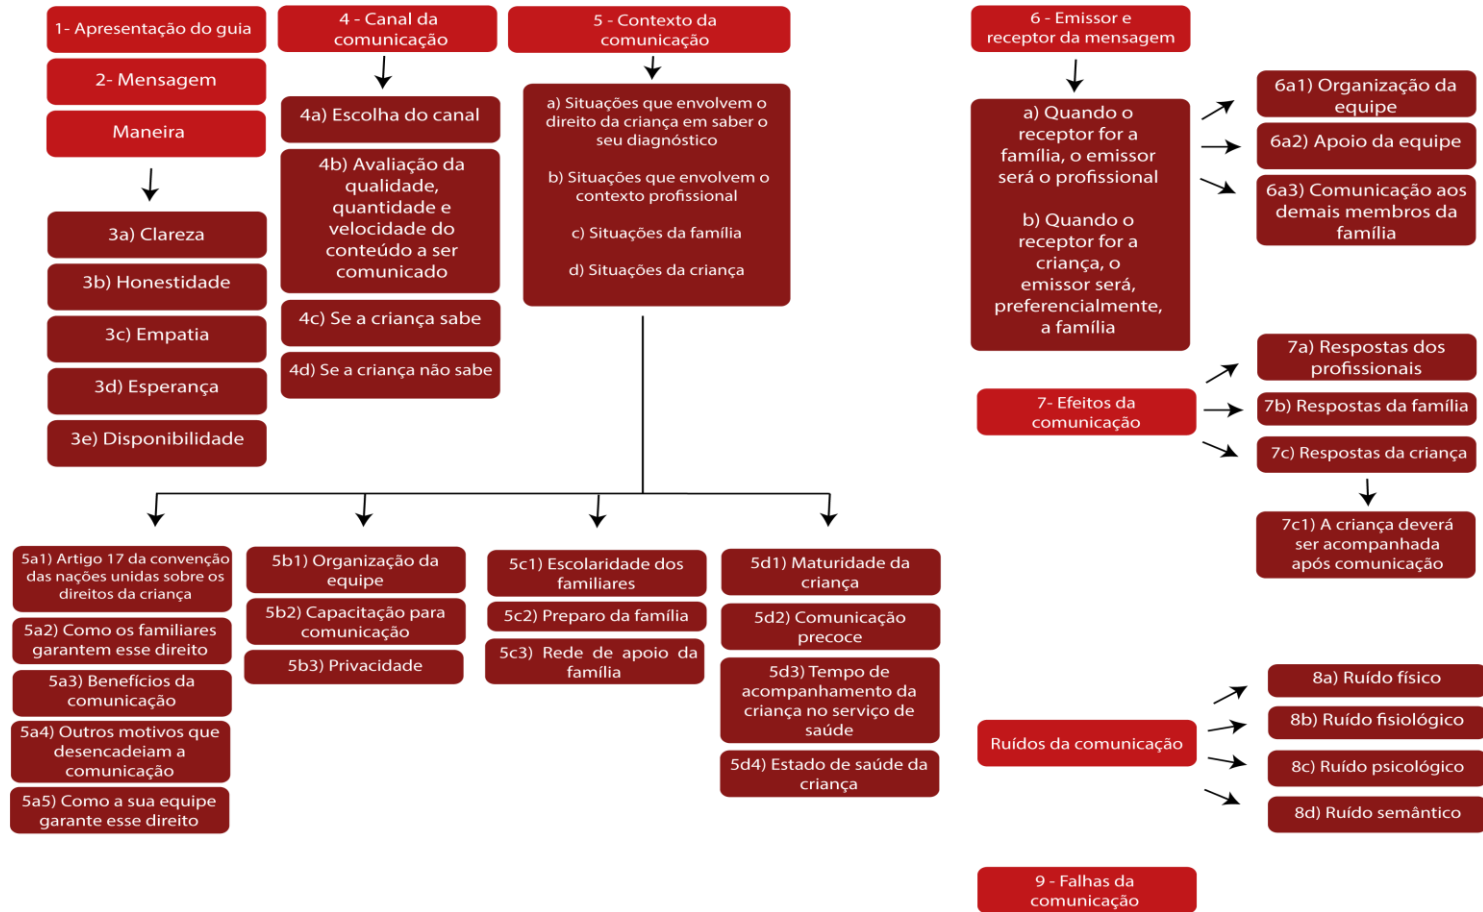 1- Apresentação do guia
2- Mensagem
Maneira
3a) Clareza
3b) Honestidade
3c) Empatia
3d) Esperança
3e) Disponibilidade
4 - Canal da
comunicação
4a) Escolha do canal
4b) Avaliação da
qualidade,
quantidade e
velocidade do
conteúdo a ser
comunicado
4c) Se a criança sabe
4d) Se a criança não sabe
5 - Contexto da
comunicação
a) Situações que envolvem o
direito da criança em saber o
seu diagnóstico
b) Situações que envolvem o
contexto profissional
c) Situações da família
d) Situações da criança
5a1) Artigo 17 da convenção
das nações unidas sobre os
direitos da criança
5a2) Como os familiares
garantem esse direito
5a3) Benefícios da
comunicação
5a4) Outros motivos que
desencadeiam a
comunicação
5a5) Como a sua equipe
garante esse direito
5b1) Organização da
equipe
5b2) Capacitação para
comunicação
5b3) Privacidade
5c1) Escolaridade dos
familiares
5c2) Preparo da família
5c3) Rede de apoio da
família
5d1) Maturidade da
criança
5d2) Comunicação
precoce
5d3) Tempo de
acompanhamento da
criança no serviço de
saúde
5d4) Estado de saúde da
criança
6 - Emissor e
receptor da mensagem
a) Quando o
receptor for a
família, o emissor
será o profissional
b) Quando o
receptor for a
criança, o
emissor será,
preferencialmente,
a família
6a1) Organização da
equipe
6a2) Apoio da equipe
6a3) Comunicação aos
demais membros da
família
7- Efeitos da
comunicação
7a) Respostas dos
profissionais
7b) Respostas da família
7c) Respostas da criança
7c1) A criança deverá
ser acompanhada
após comunicação
Ruídos da comunicação
8a) Ruído físico
8b) Ruído fisiológico
8c) Ruído psicológico
8d) Ruído semântico
9 - Falhas da
comunicação